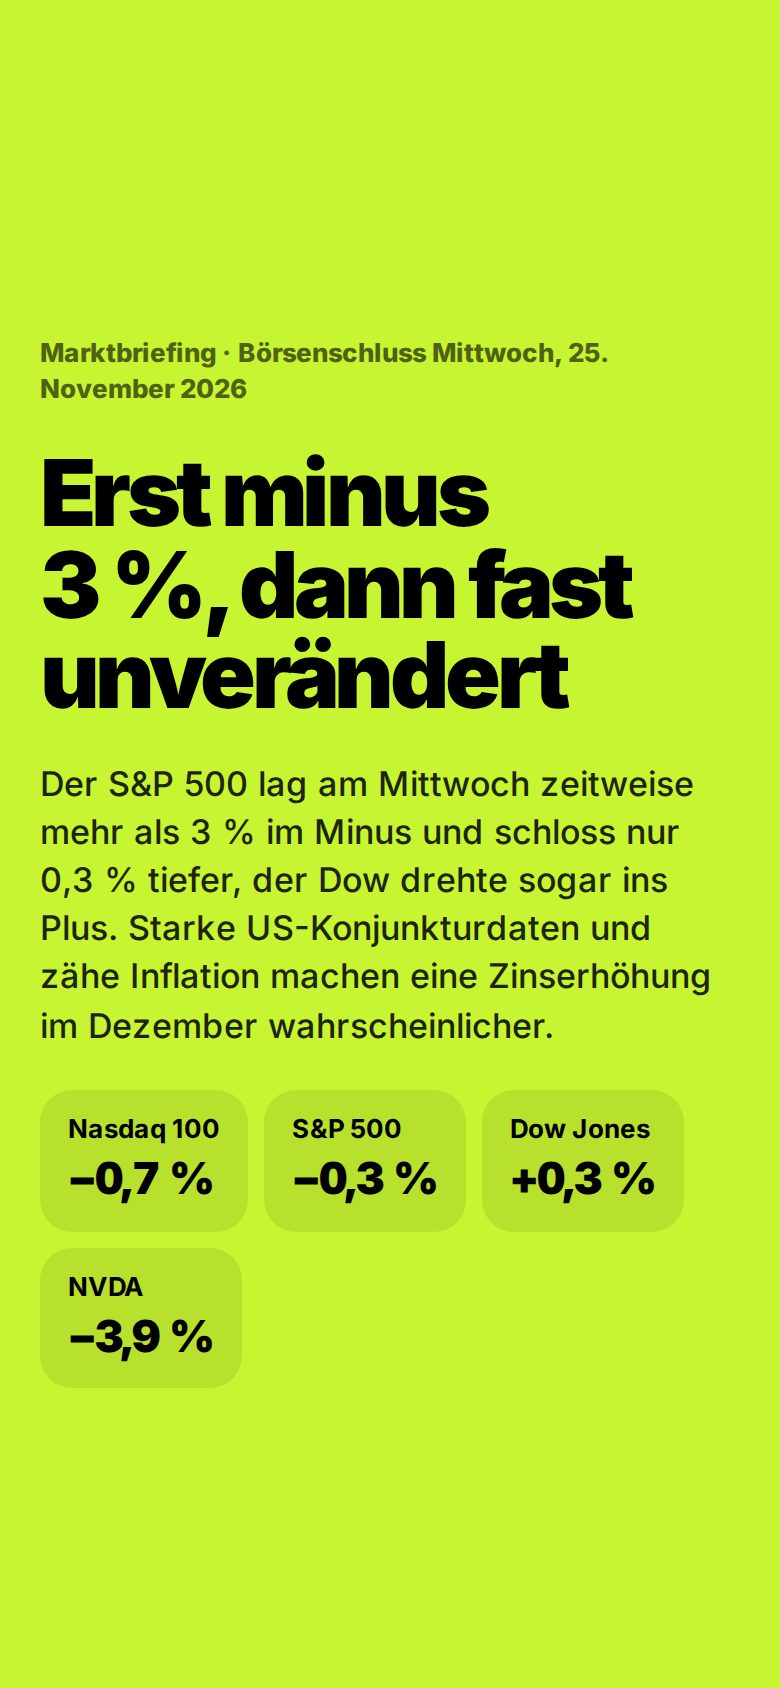 Marktbriefing · Börsenschluss Mittwoch, 25.
November 2026
Erst minus
3 %, dann fast
unverändert
Der S&P 500 lag am Mittwoch zeitweise
mehr als 3 % im Minus und schloss nur
0,3 % tiefer, der Dow drehte sogar ins
Plus. Starke US-Konjunkturdaten und
zähe Inflation machen eine Zinserhöhung
im Dezember wahrscheinlicher.
Nasdaq 100
−0,7 %
S&P 500
−0,3 %
Dow Jones
+0,3 %
NVDA
−3,9 %